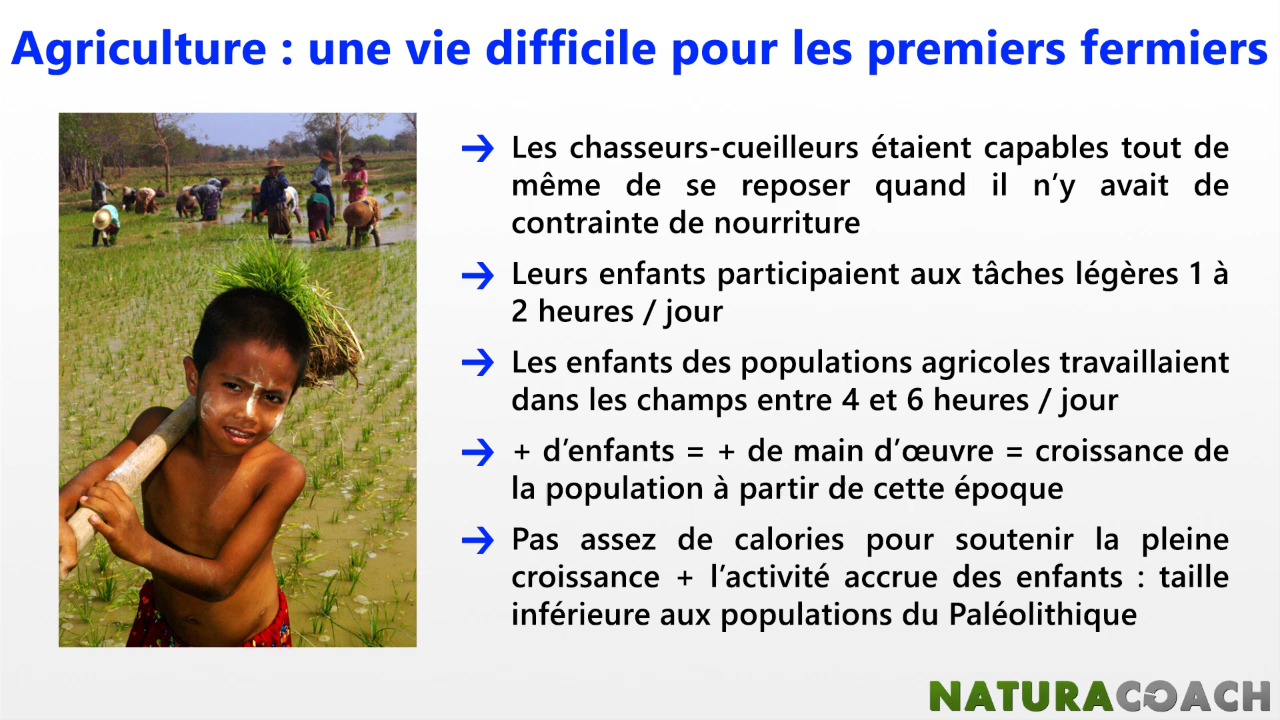 Agriculture : une vie difficile pour les premiers fermiers
Les chasseurs-cueilleurs étaient capables tout de
même de se reposer quand il n’y avait de
contrainte de nourriture
Leurs enfants participaient aux tâches légères 1 à
2 heures / jour
Les enfants des populations agricoles travaillaient
dans les champs entre 4 et 6 heures / jour
+ d’enfants = + de main d’œuvre = croissance de
la population à partir de cette époque
Pas assez de calories pour soutenir la pleine
croissance + l’activité accrue des enfants : taille
inférieure aux populations du Paléolithique
NATURACOACH